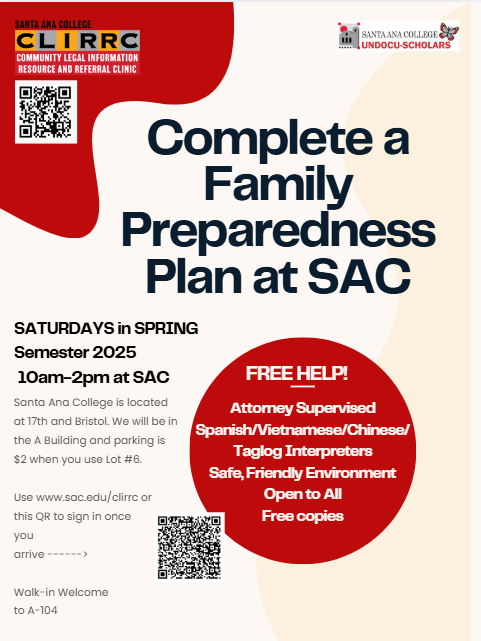 SANTA ANA COLLEGE
CLIRRC
COMMUNITY LEGAL INFORMATION
RESOURCE AND REFERRAL CLINIC
SANTA ANA COLLEGE
UNDOCU-SCHOLARS
Complete a
Family
Preparedness
Plan at SAC
SATURDAYS in SPRING
Semester 2025
10am-2pm at SAC
Santa Ana College is located
at 17th and Bristol. We will be in
the A Building and parking is
$2 when you use Lot #6.
Use www.sac.edu/clirrc or
this QR to sign in once
you
arrive ------>
Walk-in Welcome
to A-104
FREE HELP!
Attorney Supervised
Spanish/Vietnamese/Chinese/
Taglog Interpreters
Safe, Friendly Environment
Open to All
Free copies